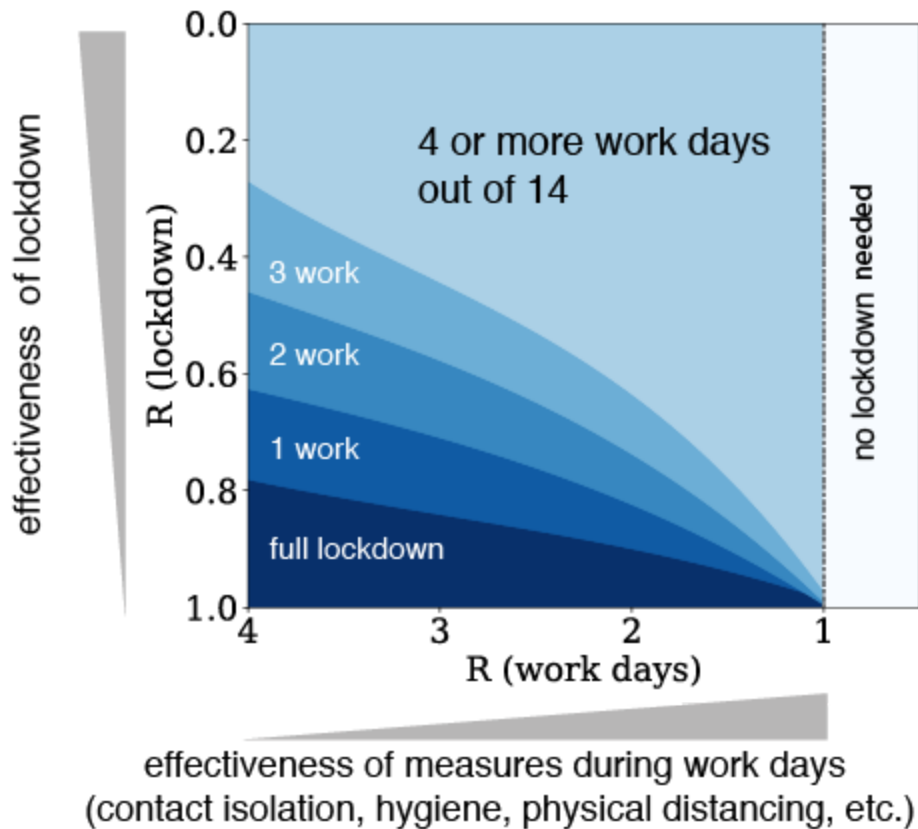 effectiveness of lockdown
R (lockdown)
0.0
0.2
0.4
0.6
0.8
1.0
4 or more work days
out of 14
3 work
2 work
1 work
full lockdown
no lockdown needed
4
3
2
1
R (work days)
effectiveness of measures during work days
(contact isolation, hygiene, physical distancing, etc.)